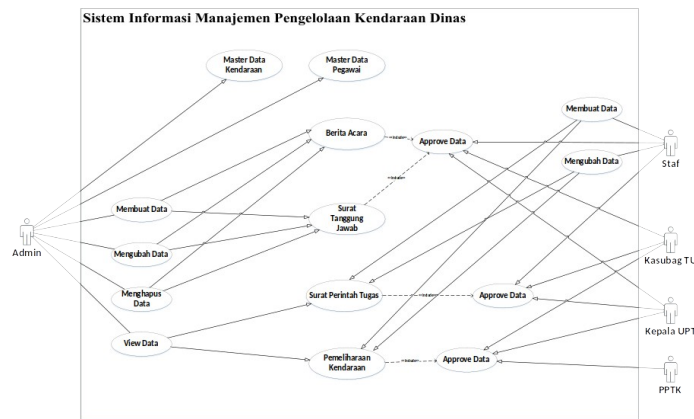 Sistem Informasi Manajemen Pengelolaan Kendaraan Dinas
Master Data
Kendaraan
Master Data
Pegawai
Membuat Data
Berita Acara
Approve Data
Mengubah Data
Staf
Membuat Data
Surat
Tanggung
Jawab
Admin
Mengubah Data
Kasubag TU
Menghapus
Data
Surat Perintah Tugas
Approve Data
Kepala UPT
View Data
Pemeliharaan
Kendaraan
Approve Data
PPTK